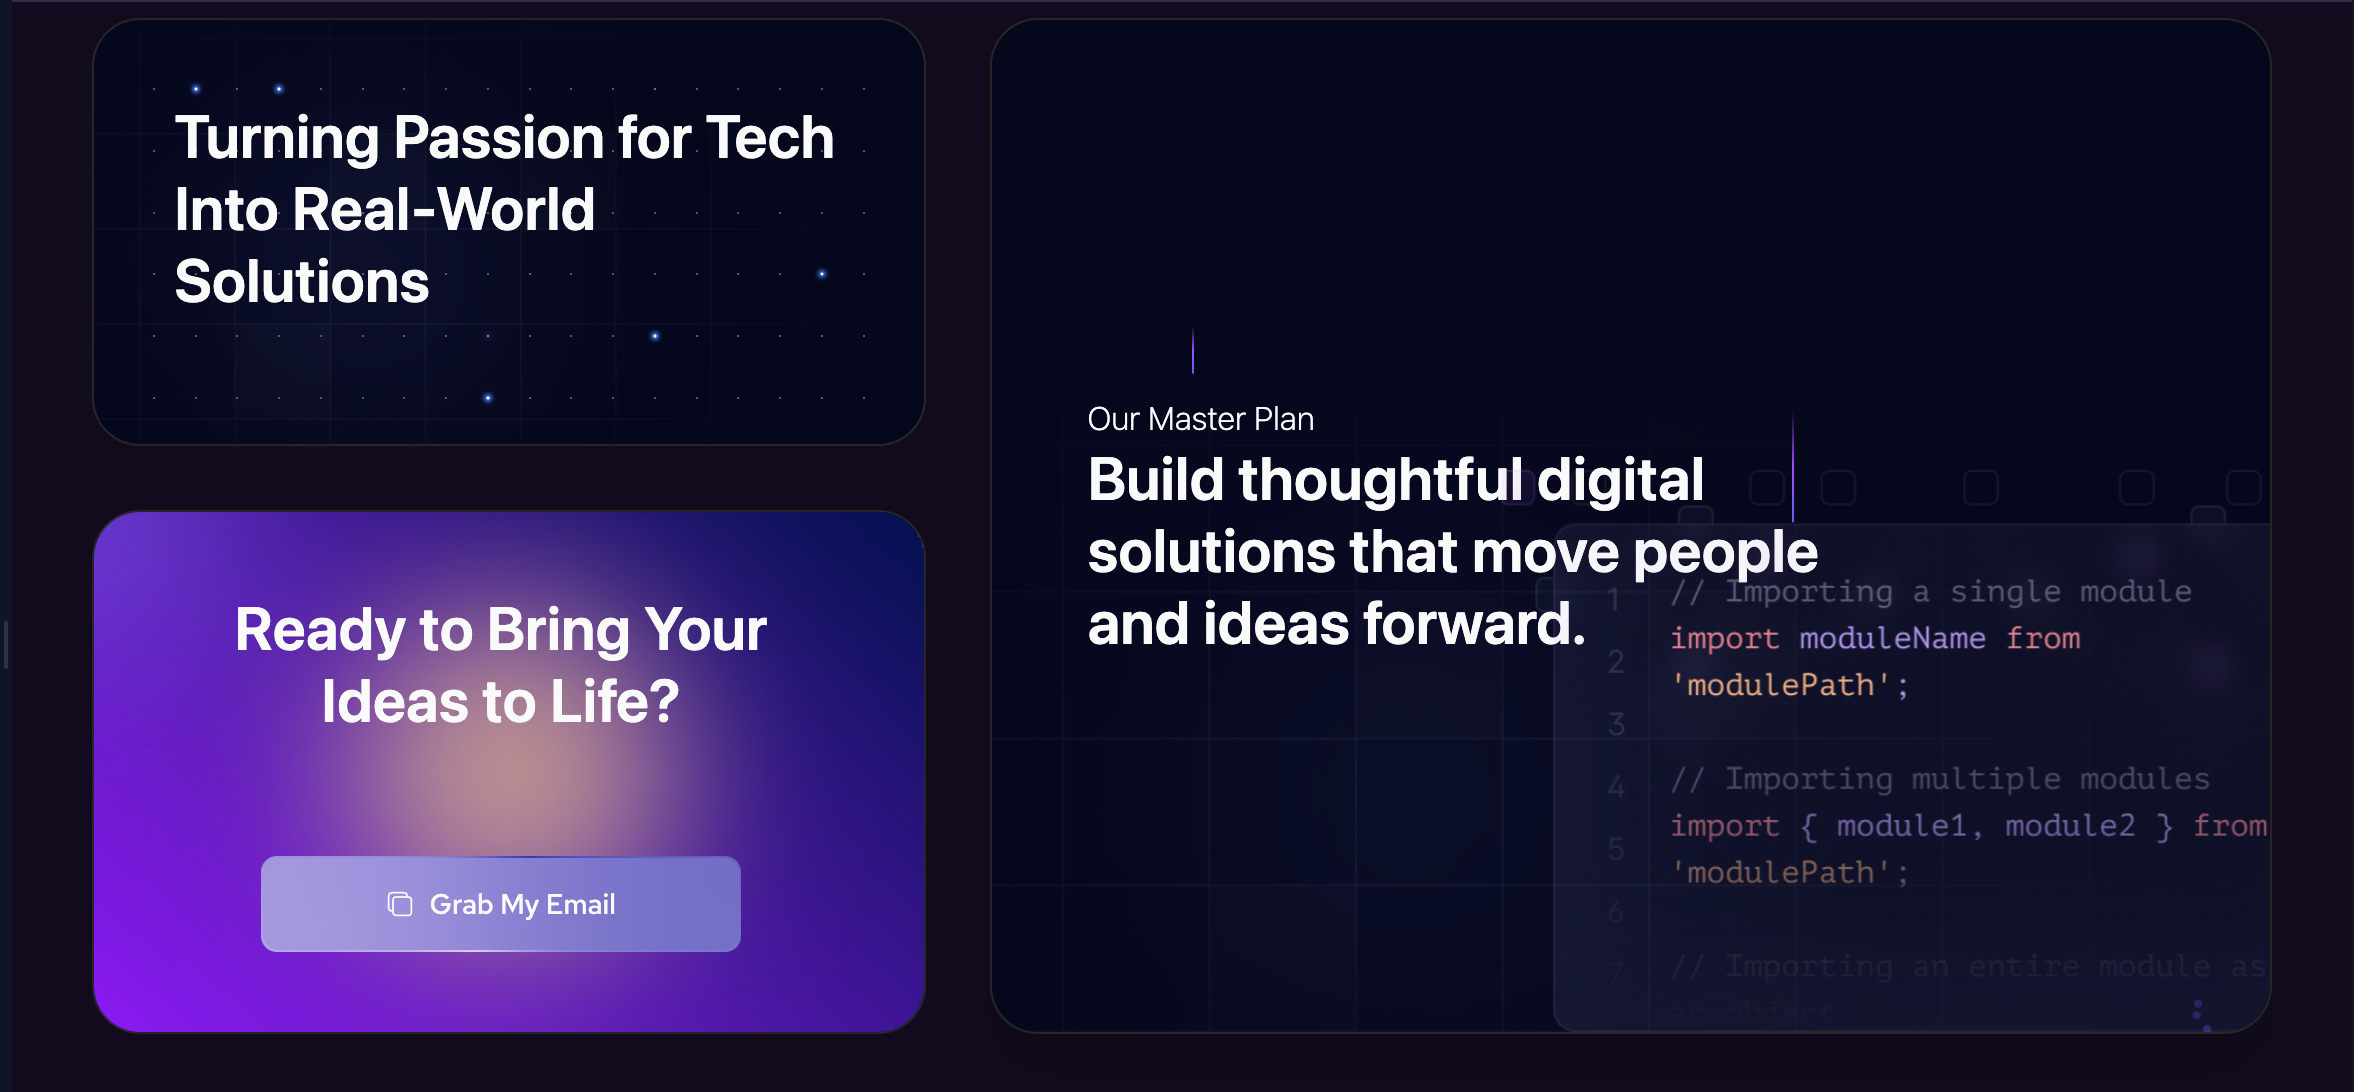 Turning Passion for Tech
Into Real-World
Solutions
Ready to Bring Your
Ideas to Life?
Grab My Email
Our Master Plan
Build thoughtful digital
solutions that move people
and ideas forward.
1 // Importing a single module
import moduleName from
2
'modulePath';
3
4 // Importing multiple modules
import { module1, module2 } from
5
'modulePath';
6
7 // Importing an entire module as
an object